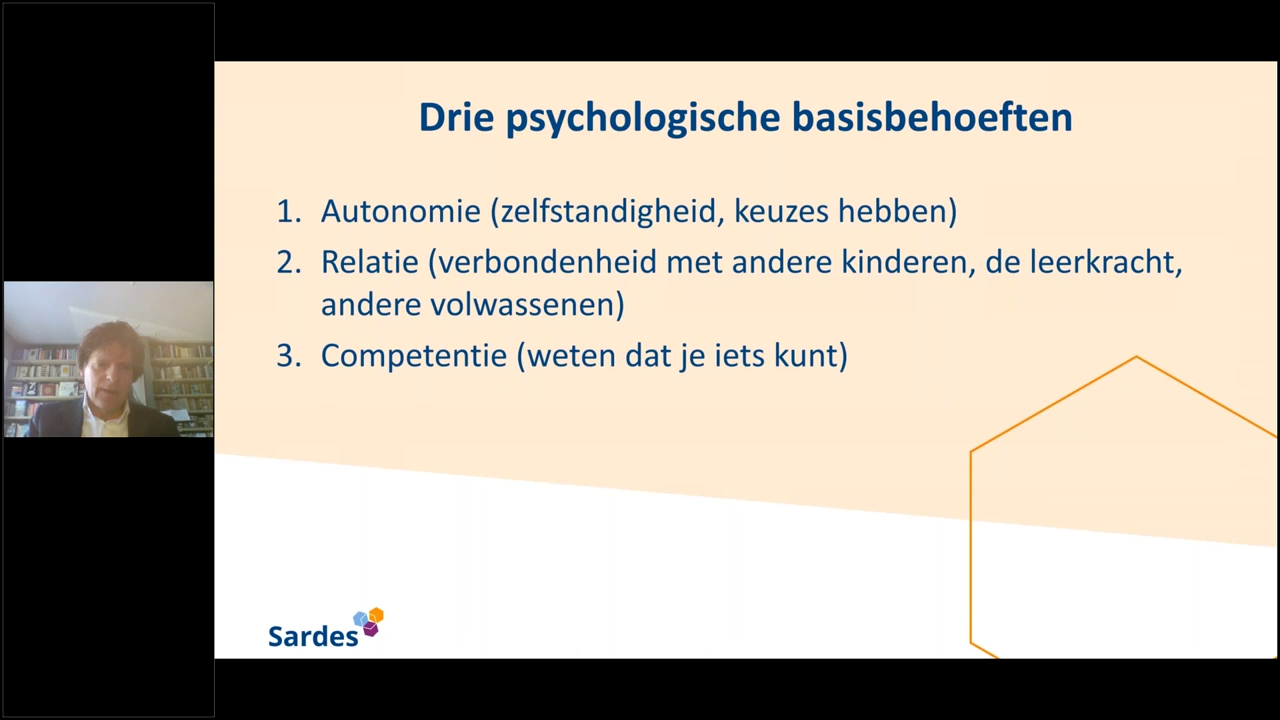 Drie psychologische basisbehoeften
1. Autonomie (zelfstandigheid, keuzes hebben)
2. Relatie (verbondenheid met andere kinderen, de leerkracht,
andere volwassenen)
3. Competentie (weten dat je iets kunt)
Sardes